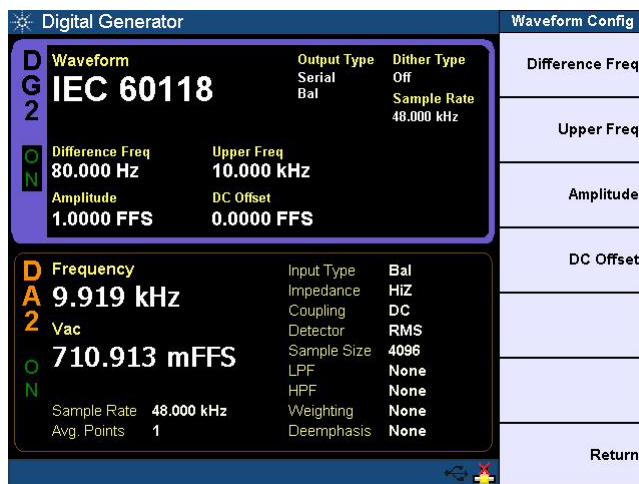 Digital Generator
Waveform Config
DG2
ON
Waveform
IEC 60118
Output Type
Serial
Bal
Dither Type
Off
Sample Rate
48.000 kHz
Difference Freq
80.000 Hz
Upper Freq
10.000 kHz
Amplitude
1.0000 FFS
DC Offset
0.0000 FFS
DA2
ON
Frequency
9.919 kHz
Vac
710.913 mFFS
Sample Rate 48.000 kHz
Avg. Points 1
Input Type Bal
Impedance HiZ
Coupling DC
Detector RMS
Sample Size 4096
LPF None
HPF None
Weighting None
Deemphasis None
Difference Freq
Upper Freq
Amplitude
DC Offset
Return